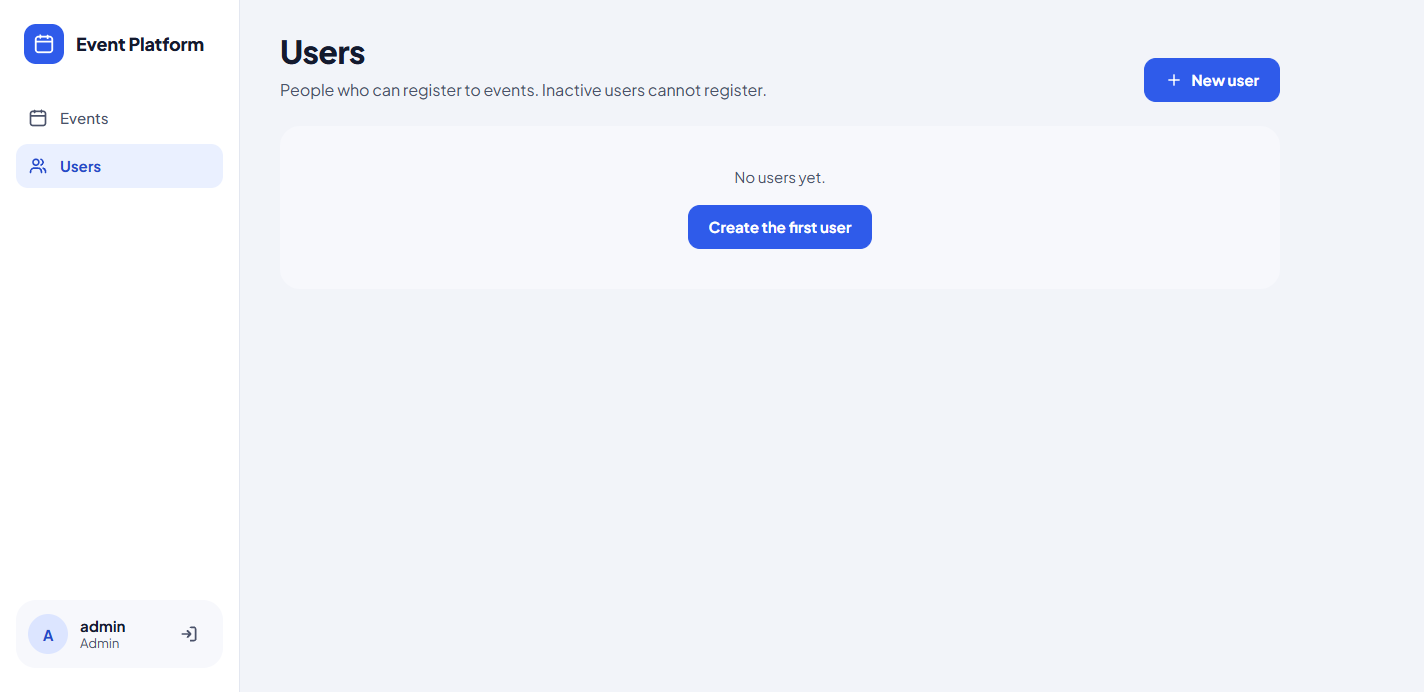 Event Platform
Events
Users
admin
Admin
A
Users
People who can register to events. Inactive users cannot register.
New user
No users yet.
Create the first user